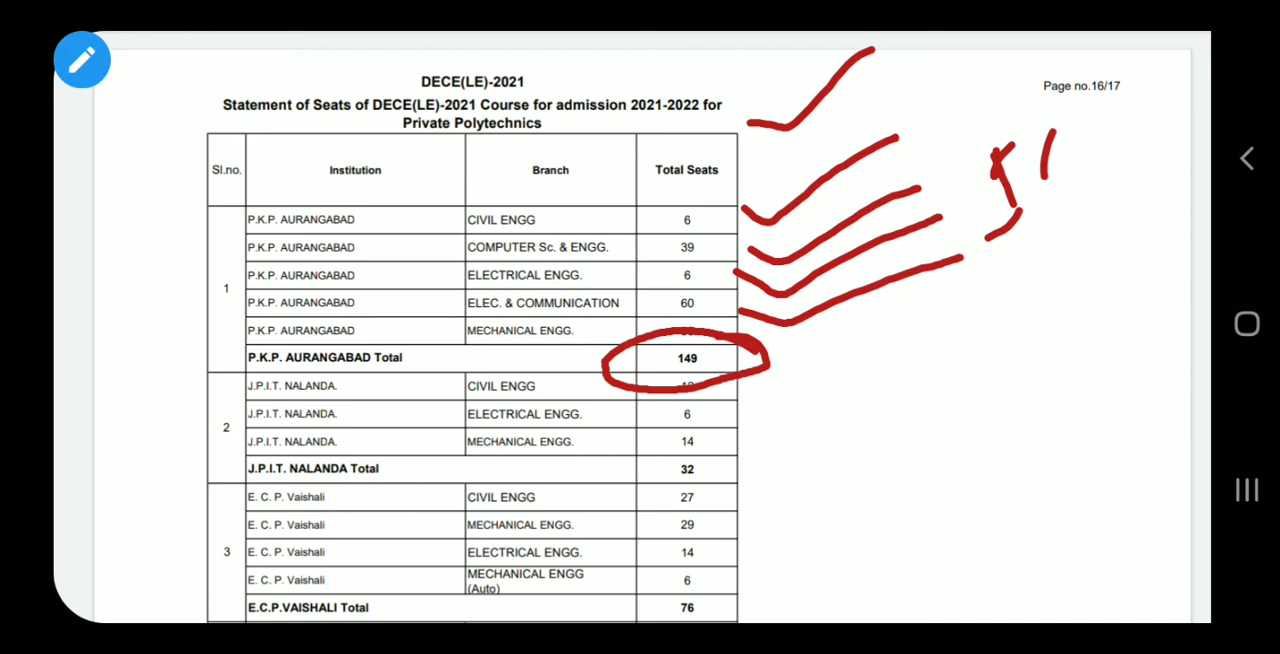 DECE(LE)-2021
Page no.16/17
Statement of Seats of DECE(LE)-2021 Course for admission 2021-2022 for
Private Polytechnics
Sl.no. Institution Branch Total Seats
P.K.P. AURANGABAD CIVIL ENGG 6
P.K.P. AURANGABAD COMPUTER Sc. & ENGG. 39
1 P.K.P. AURANGABAD ELECTRICAL ENGG. 6
P.K.P. AURANGABAD ELEC. & COMMUNICATION 60
P.K.P. AURANGABAD MECHANICAL ENGG.
P.K.P. AURANGABAD Total 149
J.P.I.T. NALANDA. CIVIL ENGG
2 J.P.I.T. NALANDA. ELECTRICAL ENGG. 6
J.P.I.T. NALANDA. MECHANICAL ENGG. 14
J.P.I.T. NALANDA Total 32
E. C. P. Vaishali CIVIL ENGG 27
E. C. P. Vaishali MECHANICAL ENGG. 29
3 E. C. P. Vaishali ELECTRICAL ENGG. 14
E. C. P. Vaishali MECHANICAL ENGG 6
(Auto)
E.C.P.VAISHALI Total 76